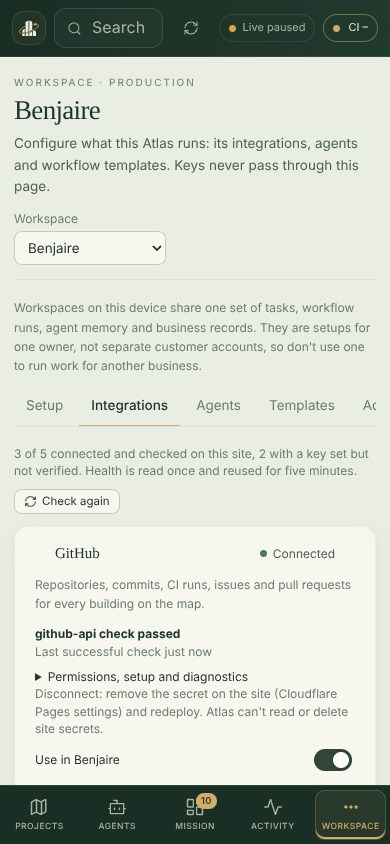 Search
Live paused
CI –
WORKSPACE · PRODUCTION
Benjaire
Configure what this Atlas runs: its integrations, agents
and workflow templates. Keys never pass through this
page.
Workspace
Benjaire
Workspaces on this device share one set of tasks, workflow
runs, agent memory and business records. They are setups for
one owner, not separate customer accounts, so don't use one
to run work for another business.
Setup Integrations Agents Templates Ac
3 of 5 connected and checked on this site, 2 with a key set but
not verified. Health is read once and reused for five minutes.
Check again
GitHub
Connected
Repositories, commits, CI runs, issues and pull requests
for every building on the map.
github-api check passed
Last successful check just now
Permissions, setup and diagnostics
Disconnect: remove the secret on the site (Cloudflare
Pages settings) and redeploy. Atlas can't read or delete
site secrets.
Use in Benjaire
10
PROJECTS AGENTS MISSION ACTIVITY WORKSPACE